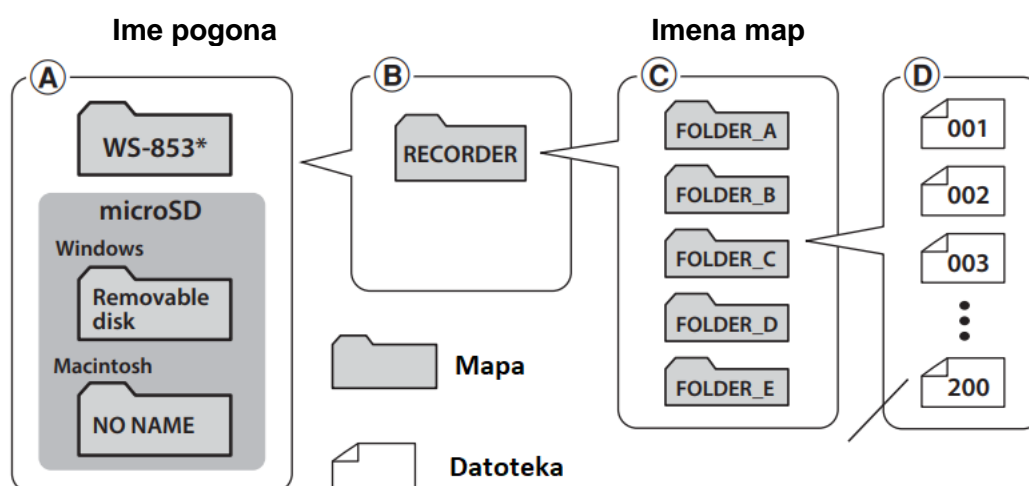 Ime pogona
Imena map
A
WS-853*
microSD
Windows
Removable
disk
Macintosh
NO NAME
B
RECORDER
Mapa
Datoteka
C
FOLDER_A
FOLDER_B
FOLDER_C
FOLDER_D
FOLDER_E
D
001
002
003
200